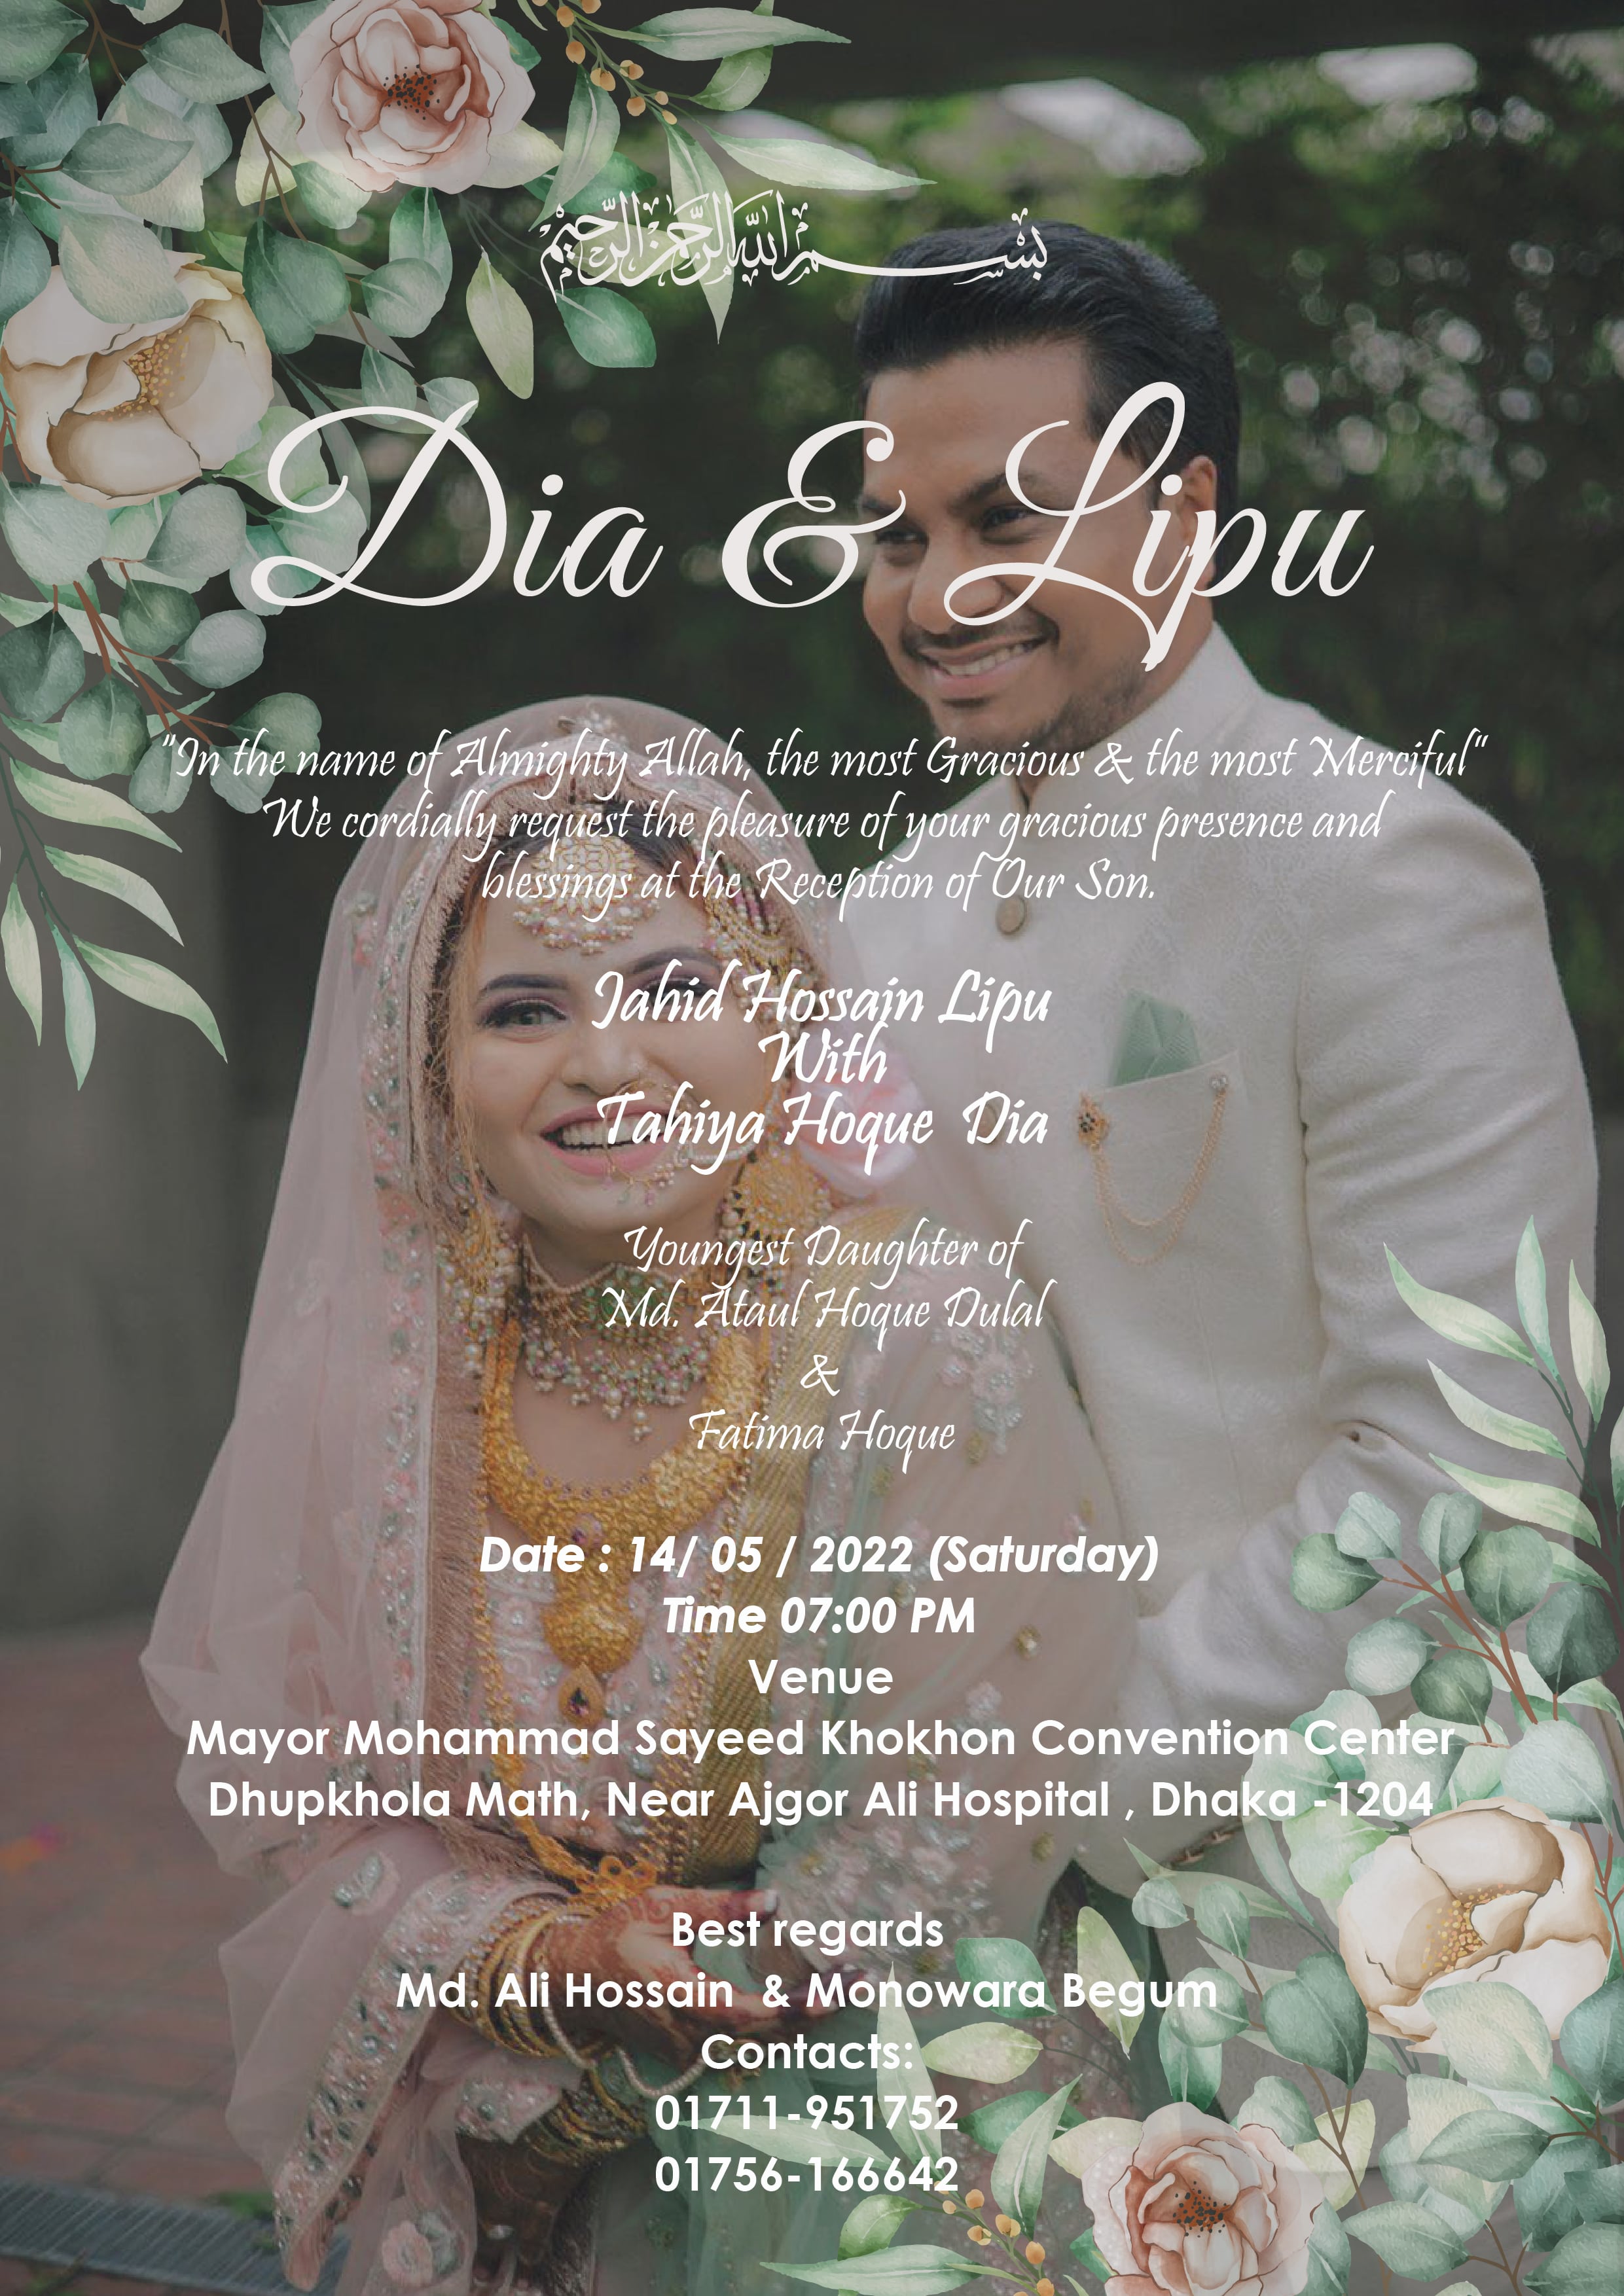 بسم الله الرحمن الرحيم
Dia & Lipu
"In the name of Almighty Allah, the most Gracious & the most Merciful"
We cordially request the pleasure of your gracious presence and
blessings at the Reception of Our Son.
Jahid Hossain Lipu
With
Tahiya Hoque Dia
Youngest Daughter of
Md. Ataul Hoque Dulal
&
Fatima Hoque
Date : 14/ 05 / 2022 (Saturday)
Time 07:00 PM
Venue
Mayor Mohammad Sayeed Khokhon Convention Center
Dhupkhola Math, Near Ajgor Ali Hospital , Dhaka -1204
Best regards
Md. Ali Hossain & Monowara Begum
Contacts:
01711-951752
01756-166642